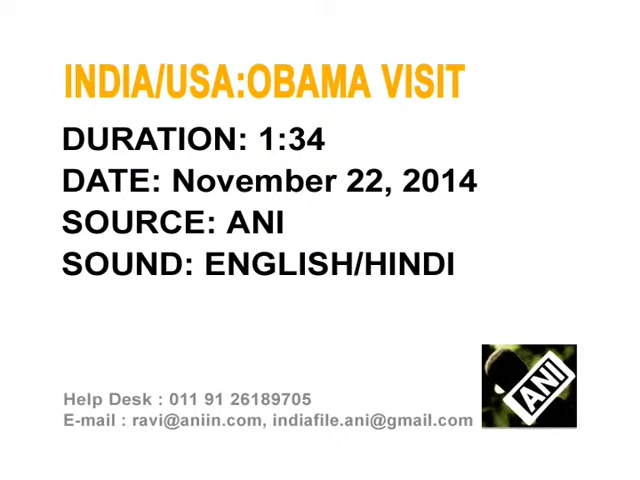 INDIA/USA:OBAMA VISIT
DURATION: 1:34
DATE: November 22, 2014
SOURCE: ANI
SOUND: ENGLISH/HINDI
Help Desk : 011 91 26189705
E-mail : ravi@aniin.com, indiafile.ani@gmail.com
ANI